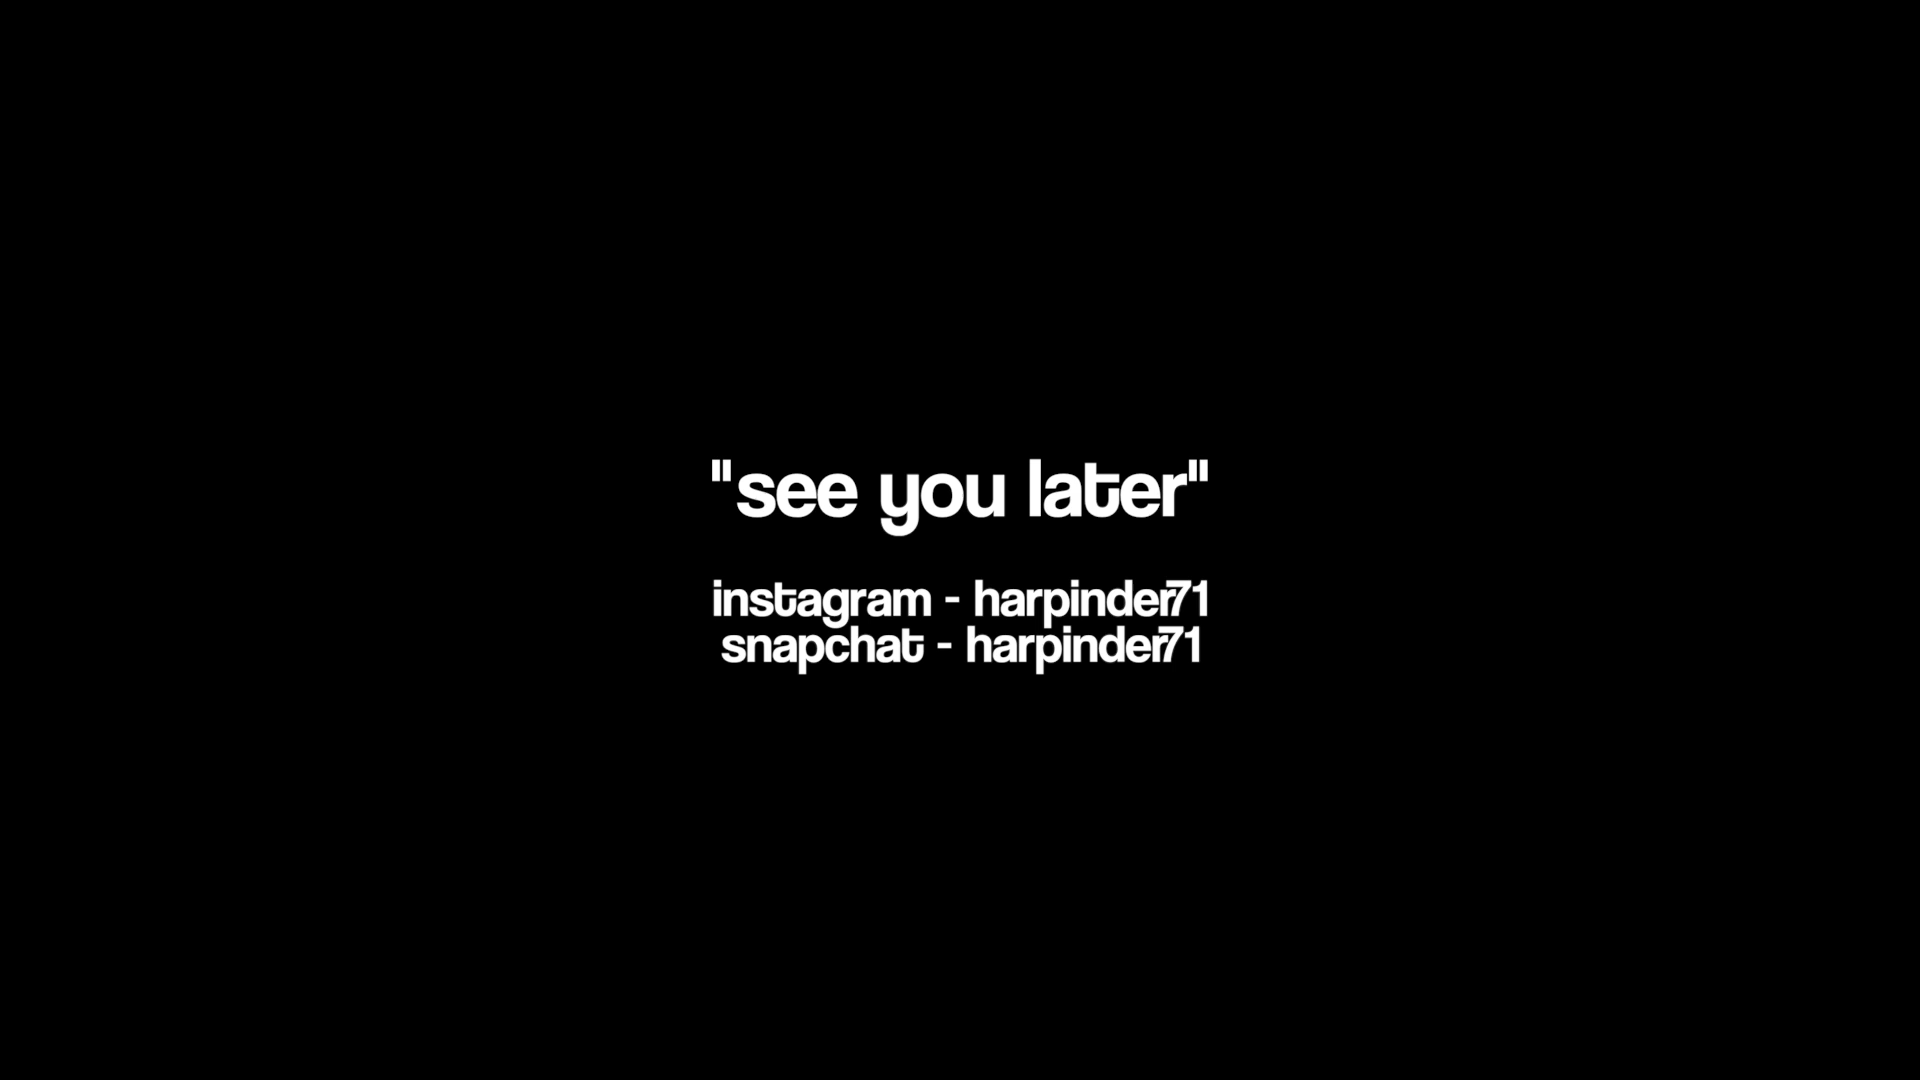 "see you later"
instagram - harpinder71
snapchat - harpinder71